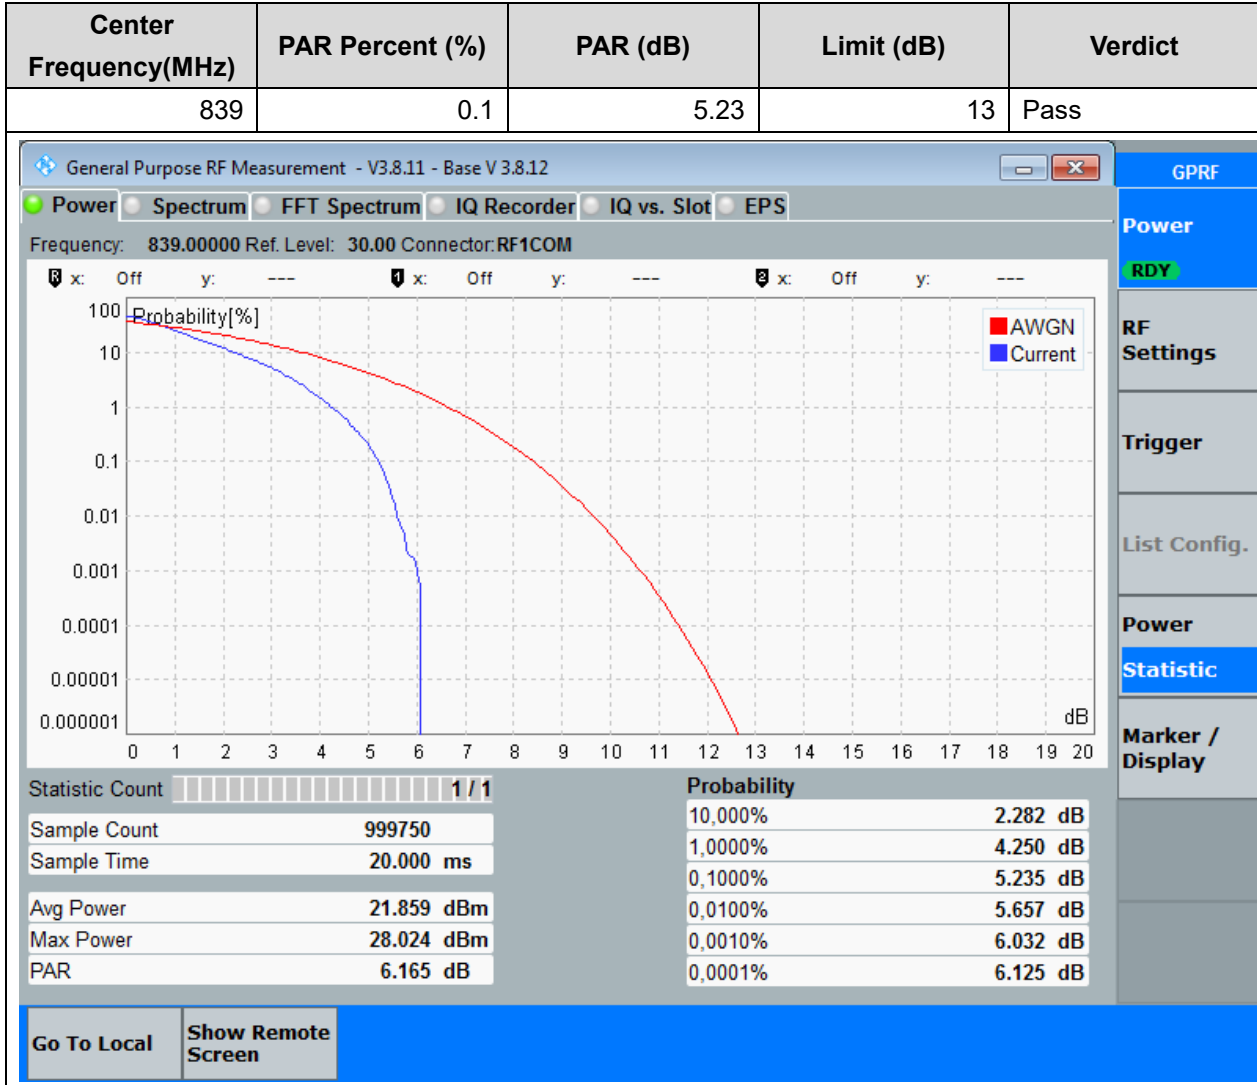 Center Frequency(MHz) PAR Percent (%) PAR (dB) Limit (dB) Verdict
839 0.1 5.23 13 Pass
General Purpose RF Measurement - V3.8.11 - Base V 3.8.12
GPRF
Power Spectrum FFT Spectrum IQ Recorder IQ vs. Slot EPS
Frequency: 839.00000 Ref. Level: 30.00 Connector:RF1COM
R x: Off y: --- 1 x: Off y: --- 2 x: Off y: ---
Probability[%]
100
10
1
0.1
0.01
0.001
0.0001
0.00001
0.000001
AWGN
Current
dB
0 1 2 3 4 5 6 7 8 9 10 11 12 13 14 15 16 17 18 19 20
Statistic Count 1 / 1
Sample Count 999750
Sample Time 20.000 ms
Avg Power 21.859 dBm
Max Power 28.024 dBm
PAR 6.165 dB
Probability
10,000% 2.282 dB
1,0000% 4.250 dB
0,1000% 5.235 dB
0,0100% 5.657 dB
0,0010% 6.032 dB
0,0001% 6.125 dB
Power
RDY
RF
Settings
Trigger
List Config.
Power
Statistic
Marker /
Display
Go To Local
Show Remote
Screen